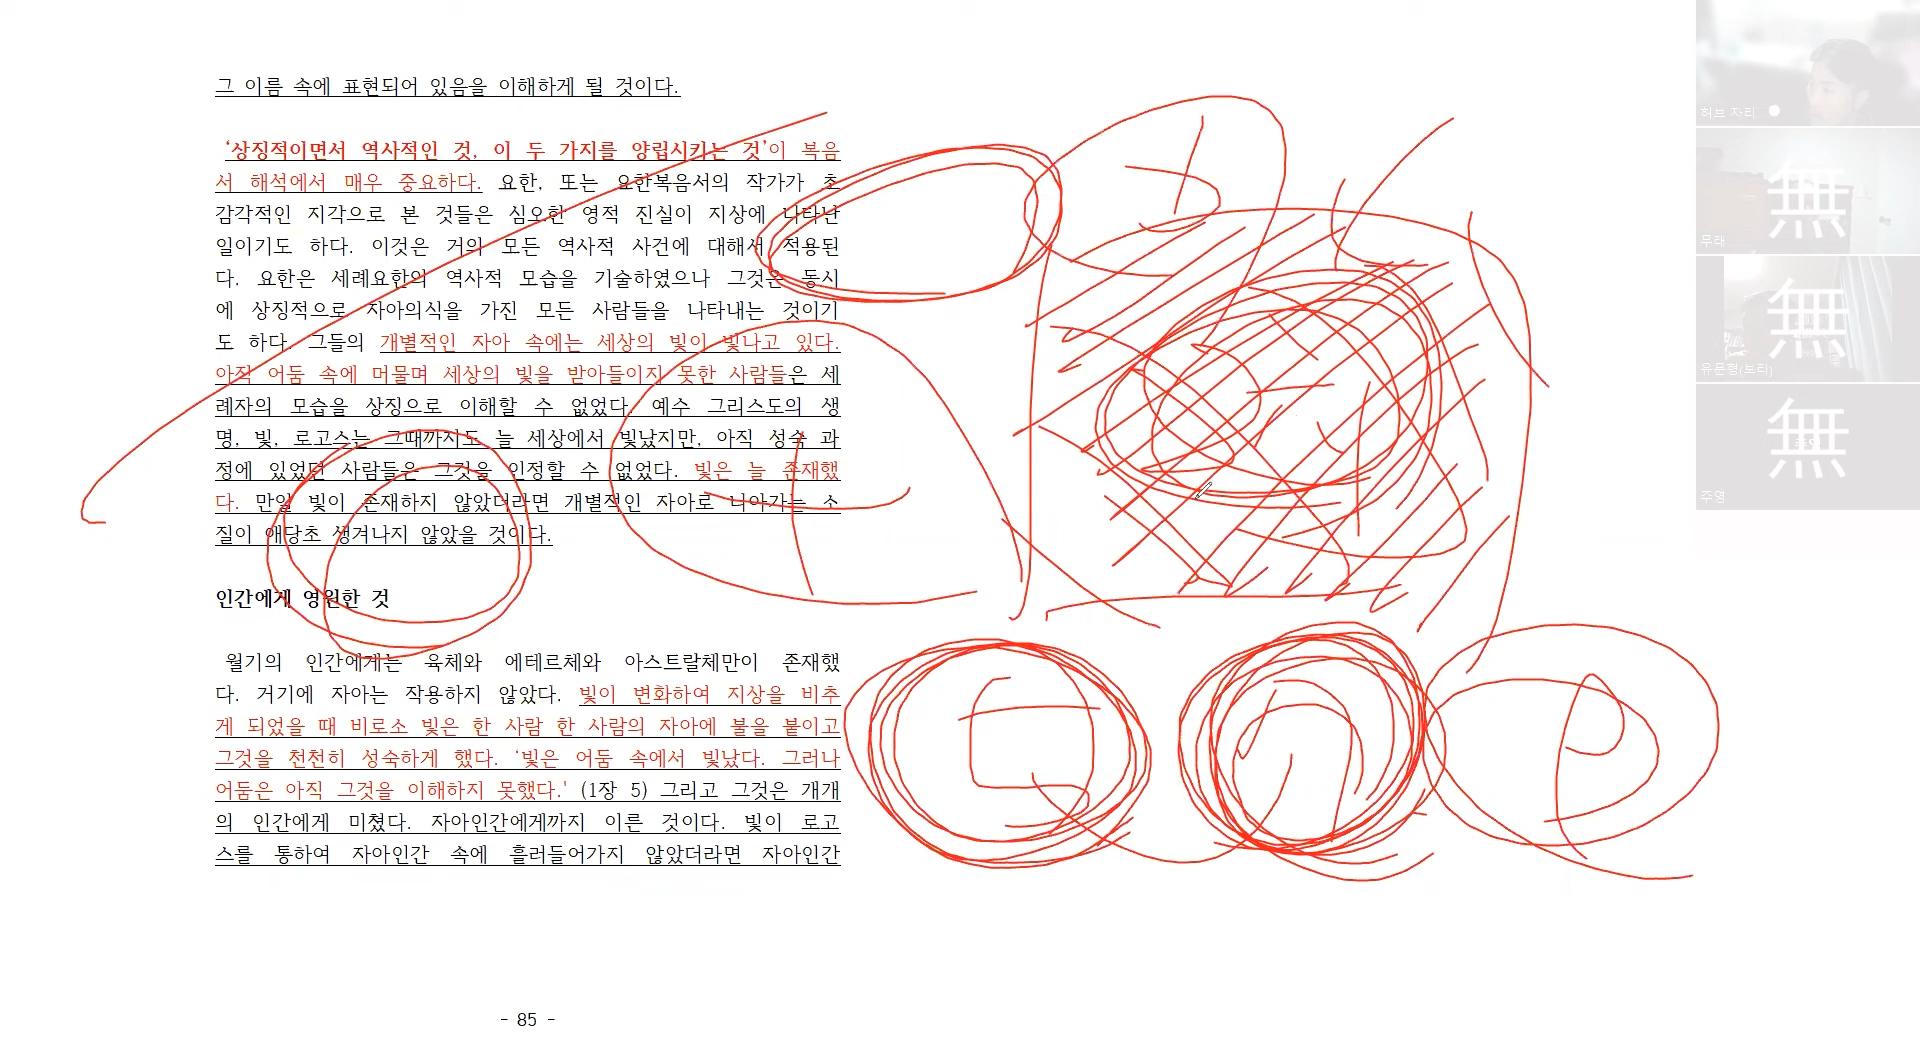 그 이름 속에 표현되어 있음을 이해하게 될 것이다.
‘상징적이면서 역사적인 것, 이 두 가지를 양립시키는 것’이 복음
서 해석에서 매우 중요하다. 요한, 또는 요한복음서의 작가가 초
감각적인 지각으로 본 것들은 심오한 영적 진실이 지상에 나타난
일이기도 하다. 이것은 거의 모든 역사적 사건에 대해서 적용된
다. 요한은 세례요한의 역사적 모습을 기술하였으나 그것은 동시
에 상징적으로 자아의식을 가진 모든 사람들을 나타내는 것이기
도 하다. 그들의 개별적인 자아 속에는 세상의 빛이 빛나고 있다.
아직 어둠 속에 머물며 세상의 빛을 받아들이지 못한 사람들은 세
례자의 모습을 상징으로 이해할 수 없었다. 예수 그리스도의 생
명, 빛, 로고스는 그때까지도 늘 세상에서 빛났지만, 아직 성숙 과
정에 있었던 사람들은 그것을 인정할 수 없었다. 빛은 늘 존재했
다. 만일 빛이 존재하지 않았더라면 개별적인 자아로 나아가는 소
질이 애당초 생겨나지 않았을 것이다.
인간에게 영원한 것
월기의 인간에게는 육체와 에테르체와 아스트랄체만이 존재했
다. 거기에 자아는 작용하지 않았다. 빛이 변화하여 지상을 비추
게 되었을 때 비로소 빛은 한 사람 한 사람의 자아에 불을 붙이고
그것을 천천히 성숙하게 했다. ‘빛은 어둠 속에서 빛났다. 그러나
어둠은 아직 그것을 이해하지 못했다.' (1장 5) 그리고 그것은 개개
의 인간에게 미쳤다. 자아인간에게까지 이른 것이다. 빛이 로고
스를 통하여 자아인간 속에 흘러들어가지 않았더라면 자아인간
- 85 -
허브 자리
無
무래
無
유문형(보리)
無
주영